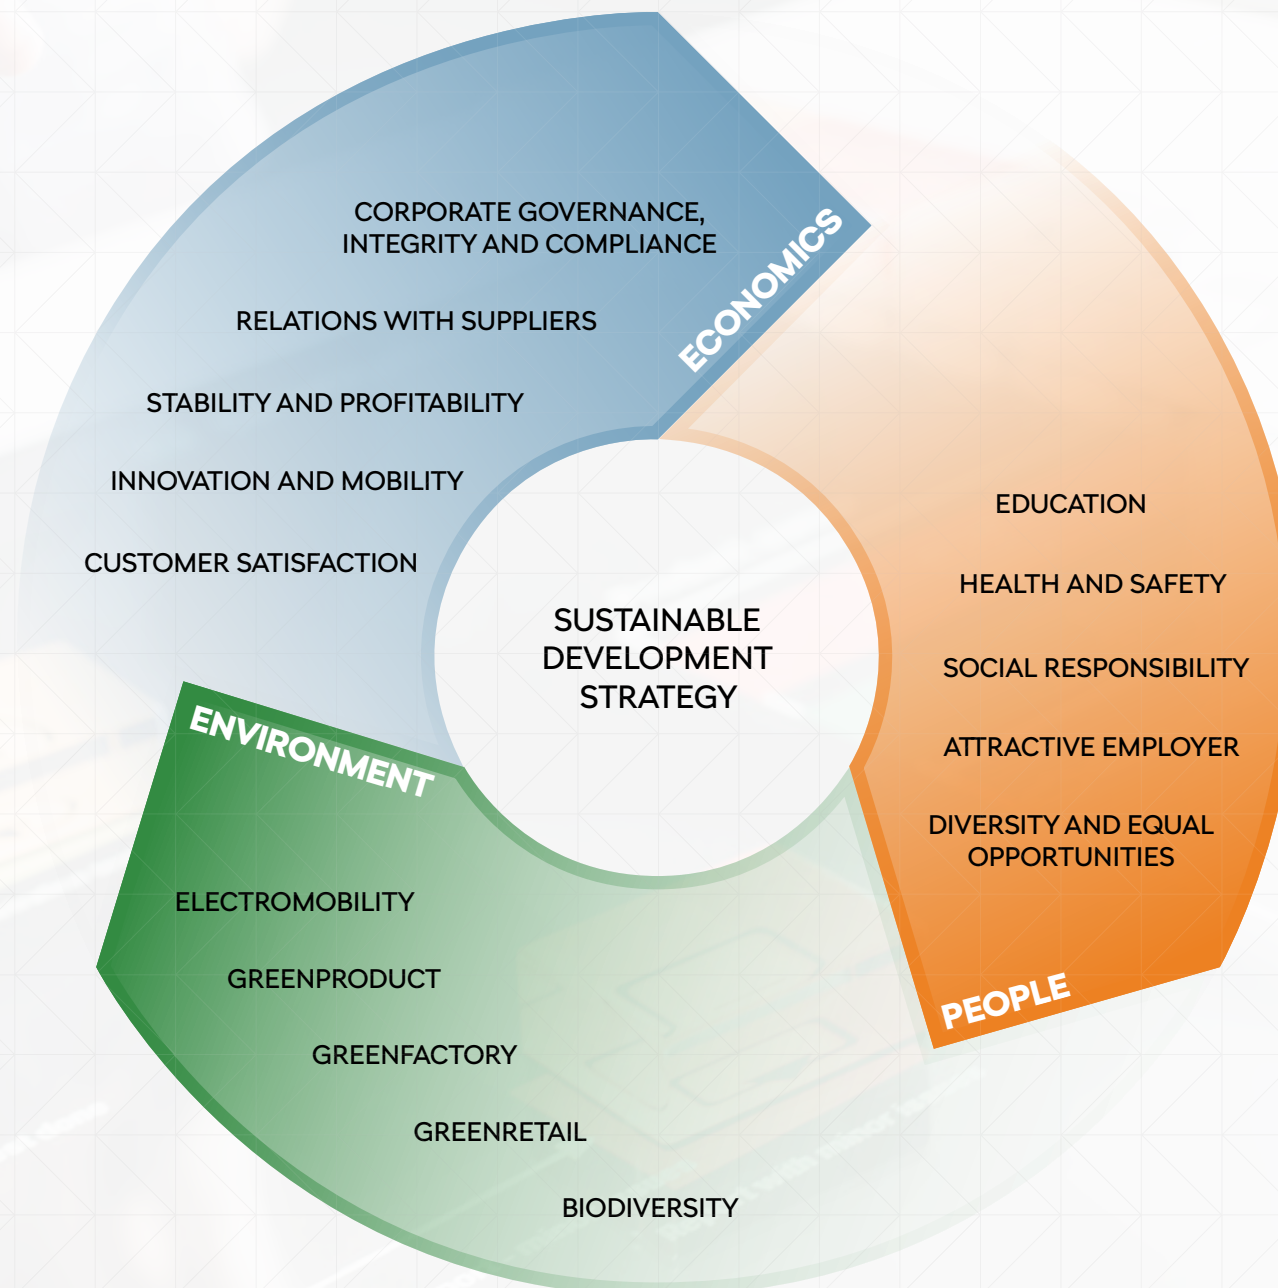 CORPORATE GOVERNANCE,
INTEGRITY AND COMPLIANCE
RELATIONS WITH SUPPLIERS
STABILITY AND PROFITABILITY
INNOVATION AND MOBILITY
CUSTOMER SATISFACTION
ECONOMICS
EDUCATION
HEALTH AND SAFETY
SOCIAL RESPONSIBILITY
ATTRACTIVE EMPLOYER
DIVERSITY AND EQUAL
OPPORTUNITIES
PEOPLE
SUSTAINABLE
DEVELOPMENT
STRATEGY
ENVIRONMENT
ELECTROMOBILITY
GREENPRODUCT
GREENFACTORY
GREENRETAIL
BIODIVERSITY